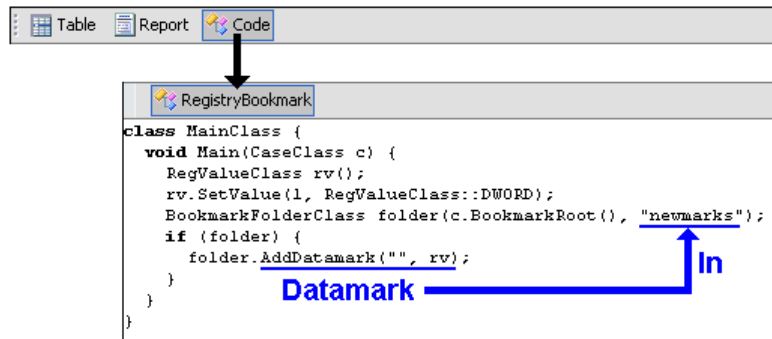 Table Report Code
RegistryBookmark
class MainClass {
void Main(CaseClass c) {
RegValueClass rv();
rv.SetValue(1, RegValueClass::DWORD);
BookmarkFolderClass folder(c.BookmarkRoot(), "newmarks");
if (folder) {
folder.AddDatamark("", rv);
}
}
}
In
Datamark